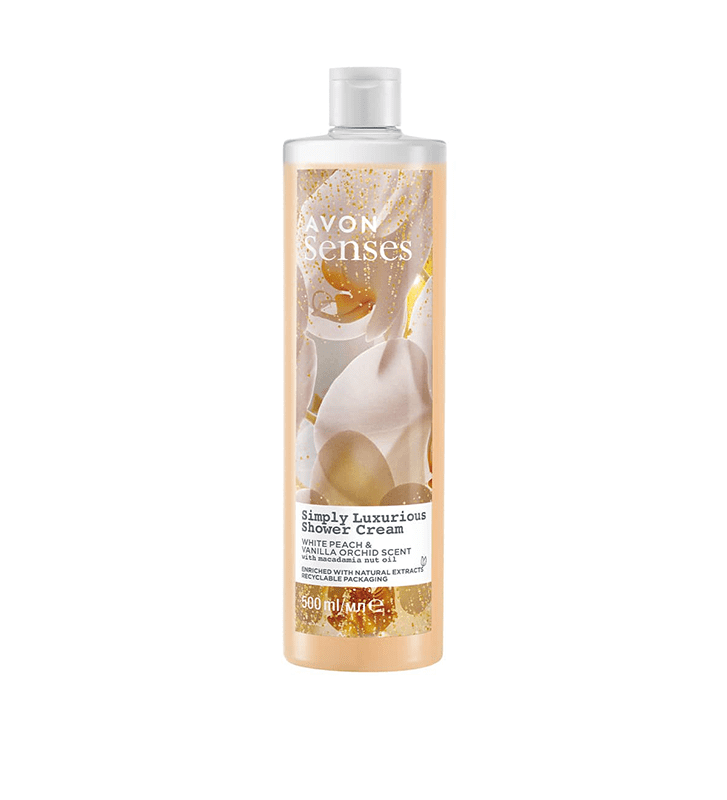 AVON
Senses
Simply Luxurious
Shower Cream
WHITE PEACH &
VANILLA ORCHID SCENT
with macadamia nut oil
ENRICHED WITH NATURAL EXTRACTS
RECYCLABLE PACKAGING
500 ml/мл℮